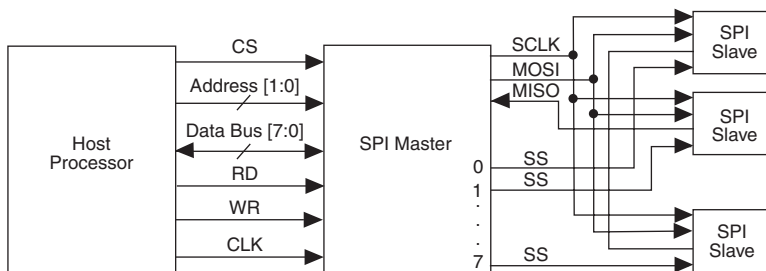 Host
Processor
CS
Address [1:0]
Data Bus [7:0]
RD
WR
CLK
SPI Master
SCLK
MOSI
MISO
0
SS
1
SS
.
.
.
.
7
SS
SPI
Slave
SPI
Slave
SPI
Slave